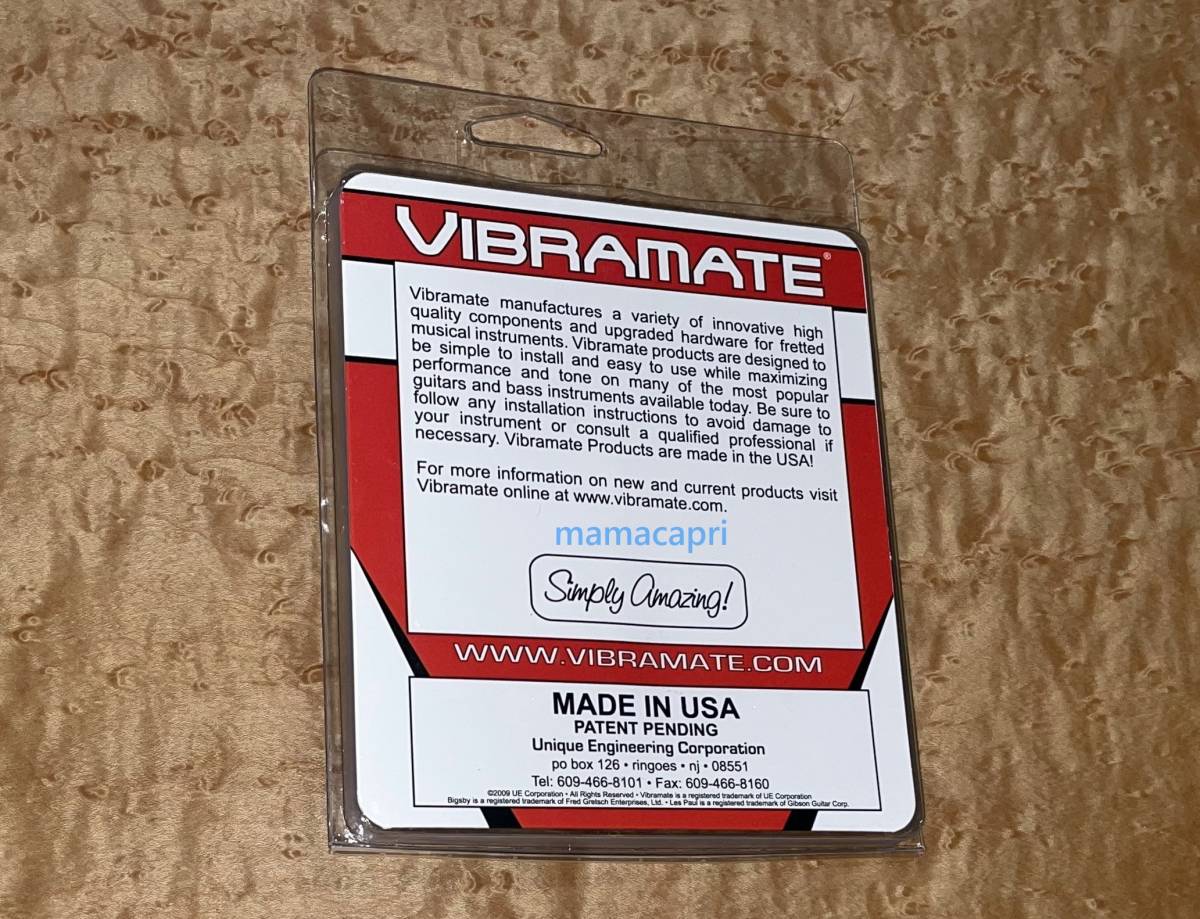 VIBRAMATE®
Vibramate manufactures a variety of innovative high
quality components and upgraded hardware for fretted
musical instruments. Vibramate products are designed to
be simple to install and easy to use while maximizing
performance and tone on many of the most popular
guitars and bass instruments available today. Be sure to
follow any installation instructions to avoid damage to
your instrument or consult a qualified professional if
necessary. Vibramate Products are made in the USA!
For more information on new and current products visit
Vibramate online at www.vibramate.com.
mamacapri
Simply Amazing!
WWW.VIBRAMATE.COM
MADE IN USA
PATENT PENDING
Unique Engineering Corporation
po box 126 • ringoes • nj • 08551
Tel: 609-466-8101 • Fax: 609-466-8160
©2009 UE Corporation • All Rights Reserved • Vibramate is a registered trademark of UE Corporation
Bigsby is a registered trademark of Fred Gretsch Enterprises, Ltd. • Les Paul is a registered trademark of Gibson Guitar Corp.